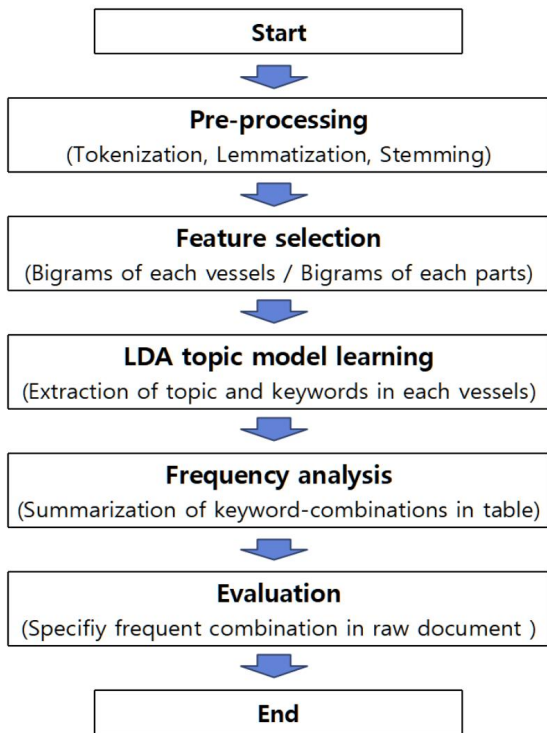 Start
Pre-processing
(Tokenization, Lemmatization, Stemming)
Feature selection
(Bigrams of each vessels / Bigrams of each parts)
LDA topic model learning
(Extraction of topic and keywords in each vessels)
Frequency analysis
(Summarization of keyword-combinations in table)
Evaluation
(Specifiy frequent combination in raw document )
End